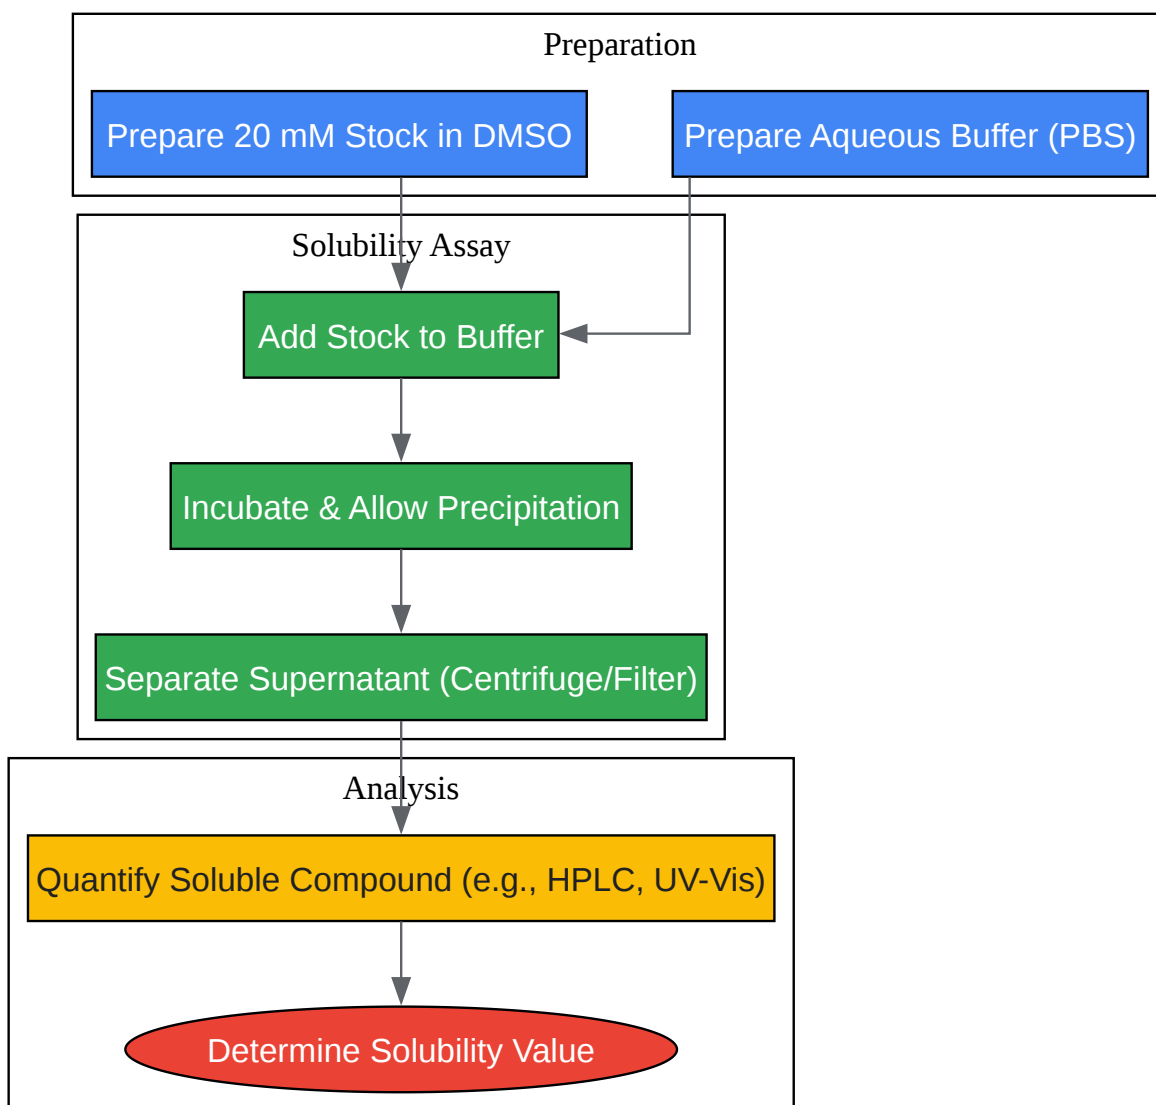 Preparation
Prepare 20 mM Stock in DMSO
Prepare Aqueous Buffer (PBS)
Solubility Assay
Add Stock to Buffer
Incubate & Allow Precipitation
Separate Supernatant (Centrifuge/Filter)
Analysis
Quantify Soluble Compound (e.g., HPLC, UV-Vis)
Determine Solubility Value